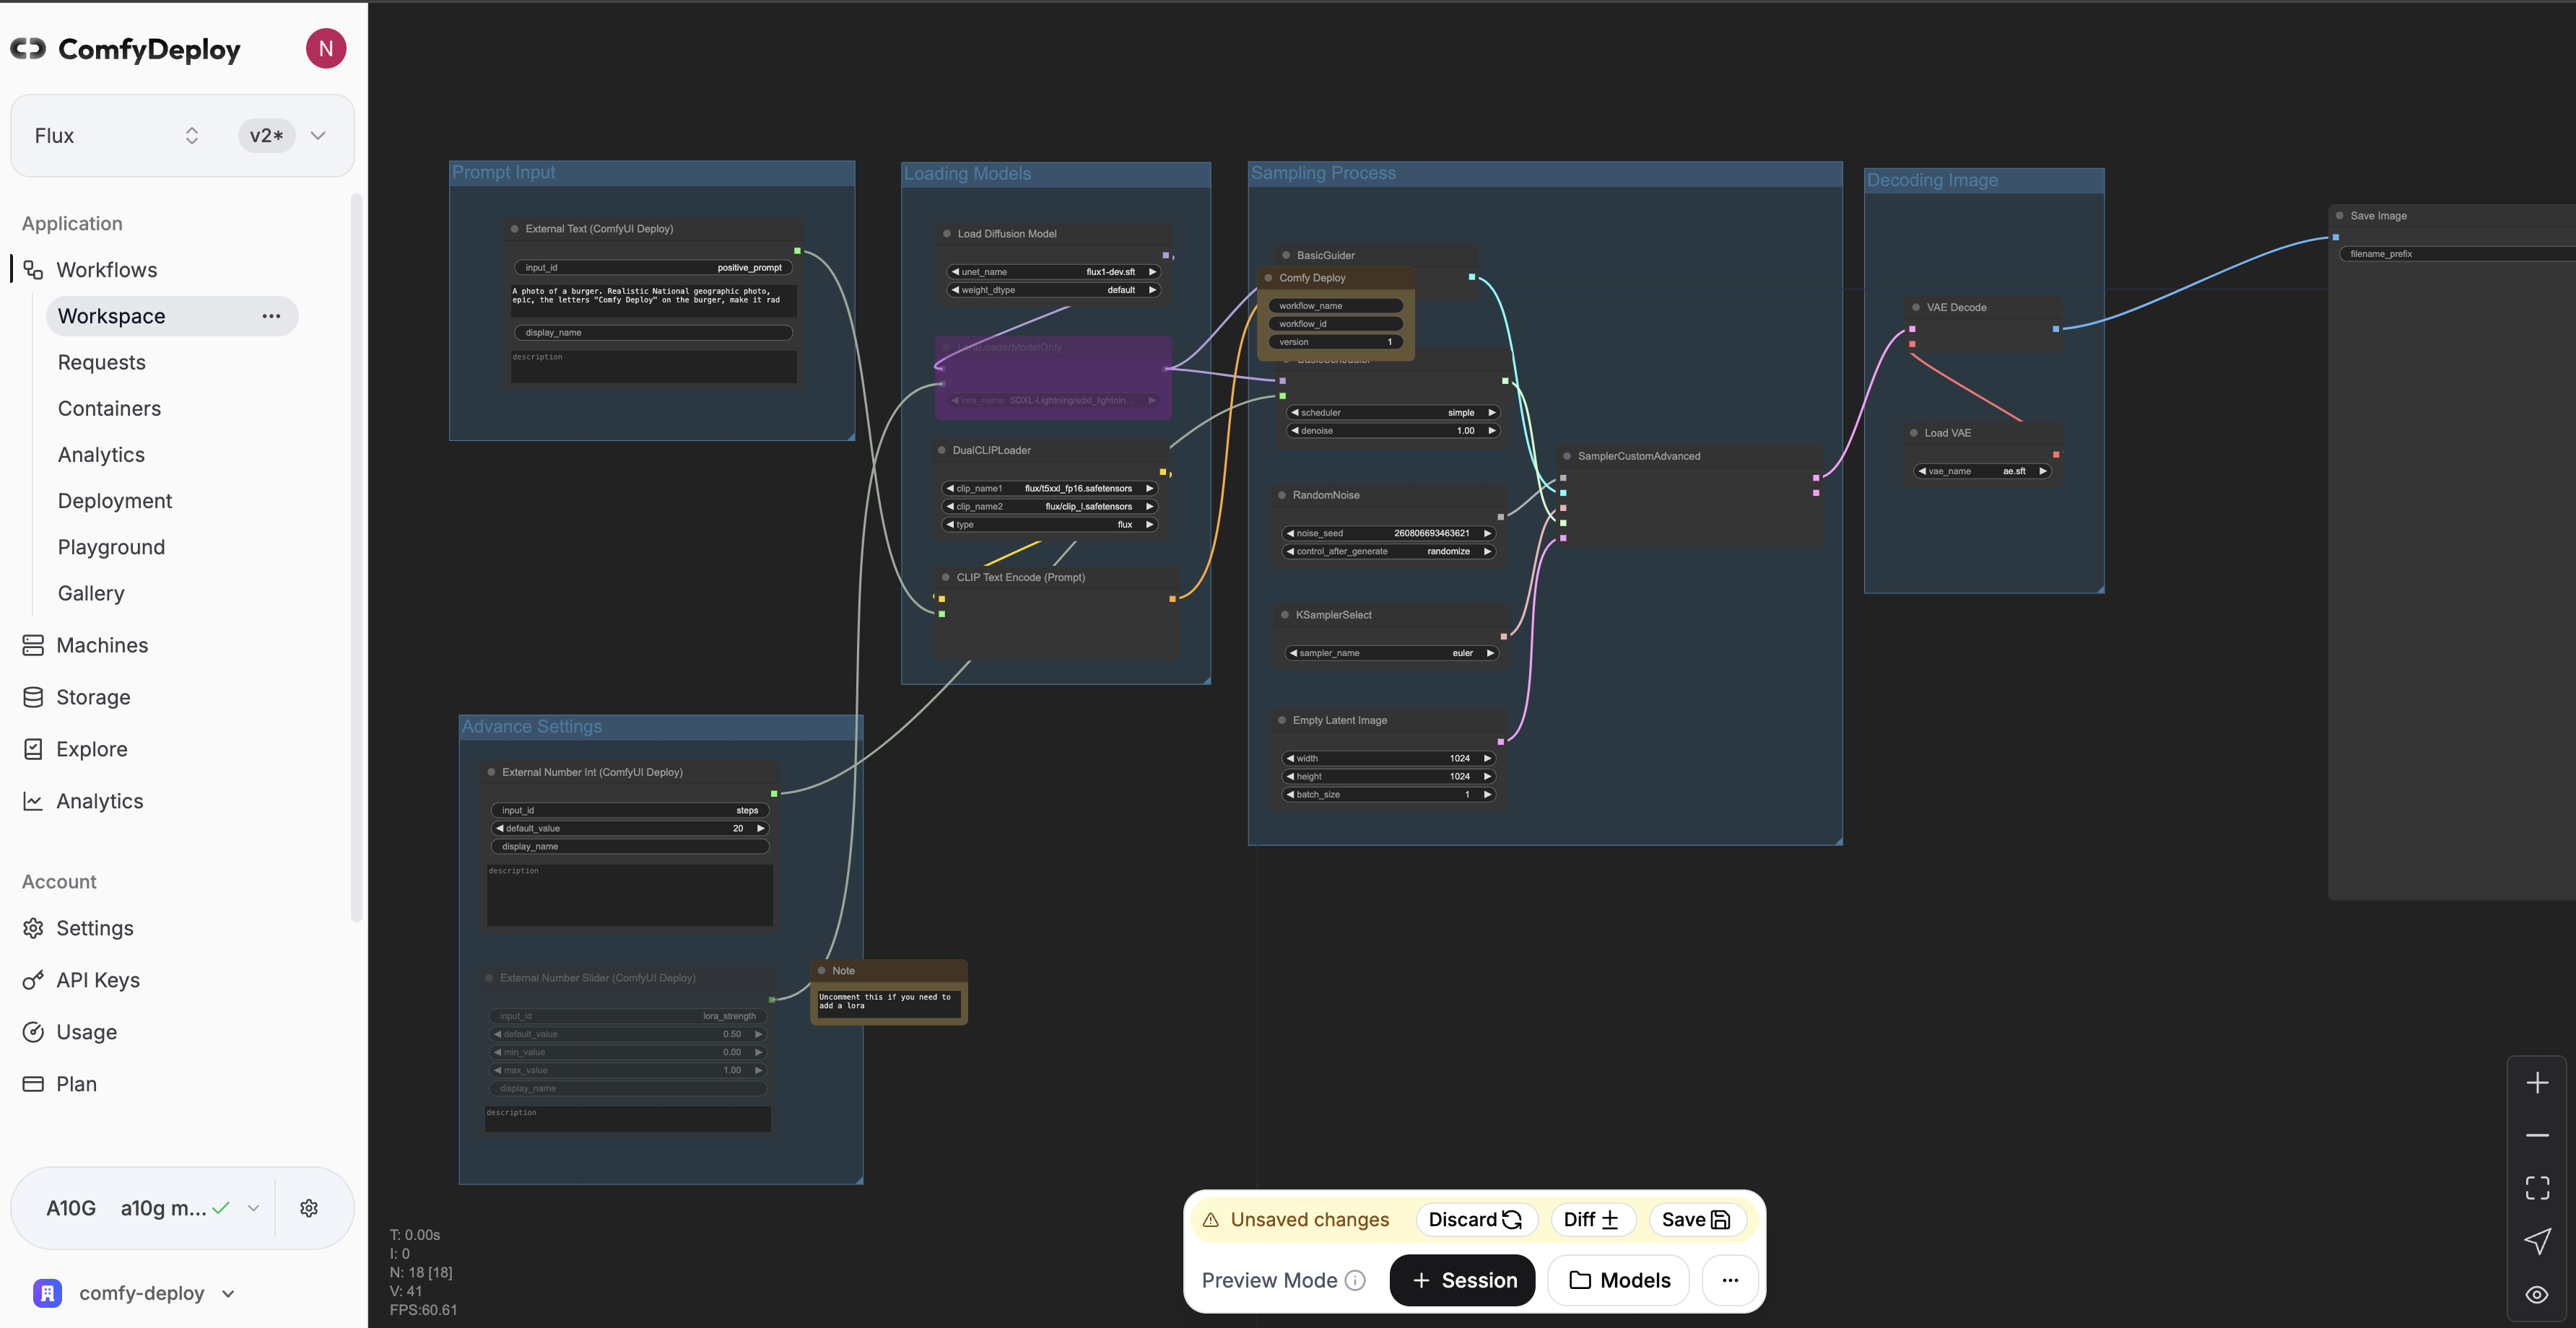 ComfyDeploy
N
Flux
v2*
Application
Workflows
Workspace
Requests
Containers
Analytics
Deployment
Playground
Gallery
Machines
Storage
Explore
Analytics
Account
Settings
API Keys
Usage
Plan
A10G a10g m...
comfy-deploy
Prompt Input
External Text (ComfyUI Deploy)
input_id positive_prompt
A photo of a burger. Realistic National geographic photo,
epic, the letters "Comfy Deploy" on the burger, make it rad
display_name
description
Loading Models
Load Diffusion Model
unet_name flux1-dev.sft
weight_dtype default
LoraLoaderModelOnly
lora_name SDXL-Lightning/sdxl_lightnin...
DualCLIPLoader
clip_name1 flux/t5xxl_fp16.safetensors
clip_name2 flux/clip_l.safetensors
type flux
CLIP Text Encode (Prompt)
Sampling Process
BasicGuider
Comfy Deploy
workflow_name
workflow_id
version 1
BasicScheduler
scheduler simple
denoise 1.00
RandomNoise
noise_seed 260806693463621
control_after_generate randomize
KSamplerSelect
sampler_name euler
Empty Latent Image
width 1024
height 1024
batch_size 1
SamplerCustomAdvanced
Decoding Image
VAE Decode
Load VAE
vae_name ae.sft
Save Image
filename_prefix
Advance Settings
External Number Int (ComfyUI Deploy)
input_id steps
default_value 20
display_name
description
External Number Slider (ComfyUI Deploy)
input_id lora_strength
default_value 0.50
min_value 0.00
max_value 1.00
display_name
description
Note
Uncomment this if you need to
add a lora
T: 0.00s
I: 0
N: 18 [18]
V: 41
FPS:60.61
Unsaved changes
Discard
Diff
Save
Preview Mode
+ Session
Models
...